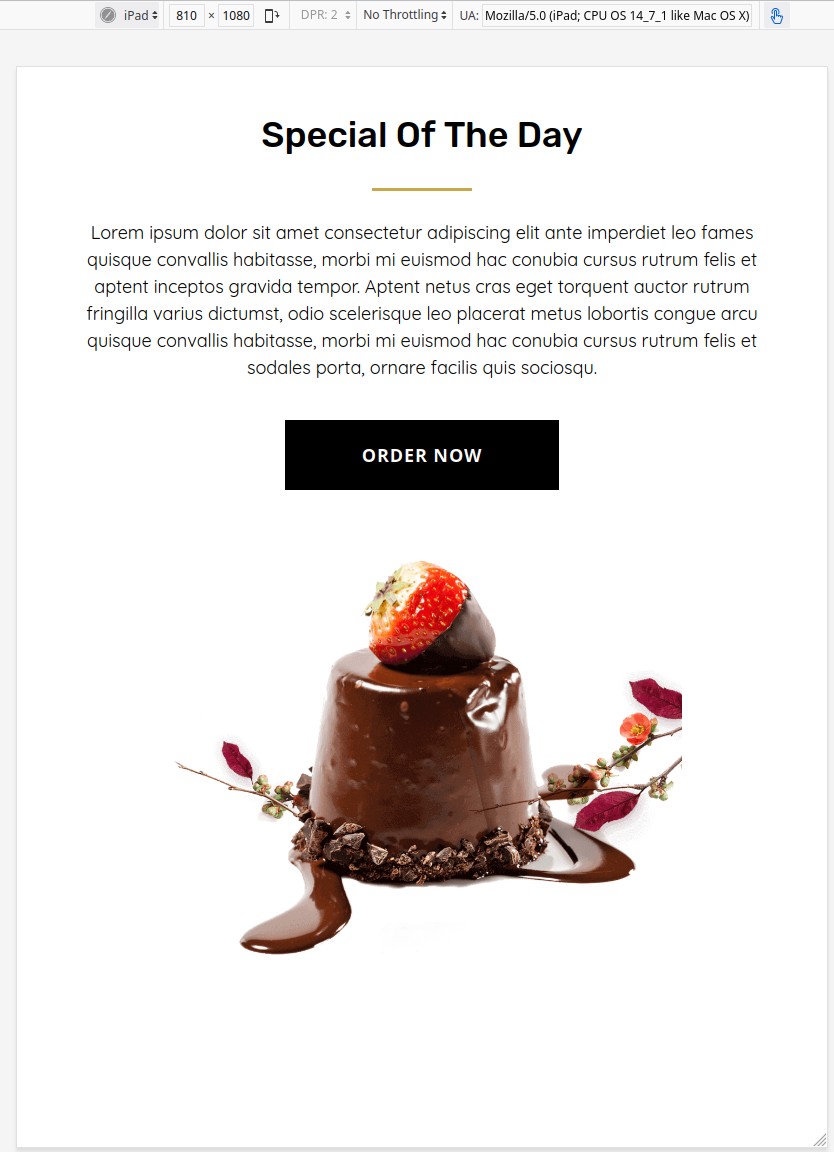 iPad 810 × 1080 DPR: 2 No Throttling UA: Mozilla/5.0 (iPad; CPU OS 14_7_1 like Mac OS X)
Special Of The Day
Lorem ipsum dolor sit amet consectetur adipiscing elit ante imperdiet leo fames
quisque convallis habitasse, morbi mi euismod hac conubia cursus rutrum felis et
aptent inceptos gravida tempor. Aptent netus cras eget torquent auctor rutrum
fringilla varius dictumst, odio scelerisque leo placerat metus lobortis congue arcu
quisque convallis habitasse, morbi mi euismod hac conubia cursus rutrum felis et
sodales porta, ornare facilis quis sociosqu.
ORDER NOW